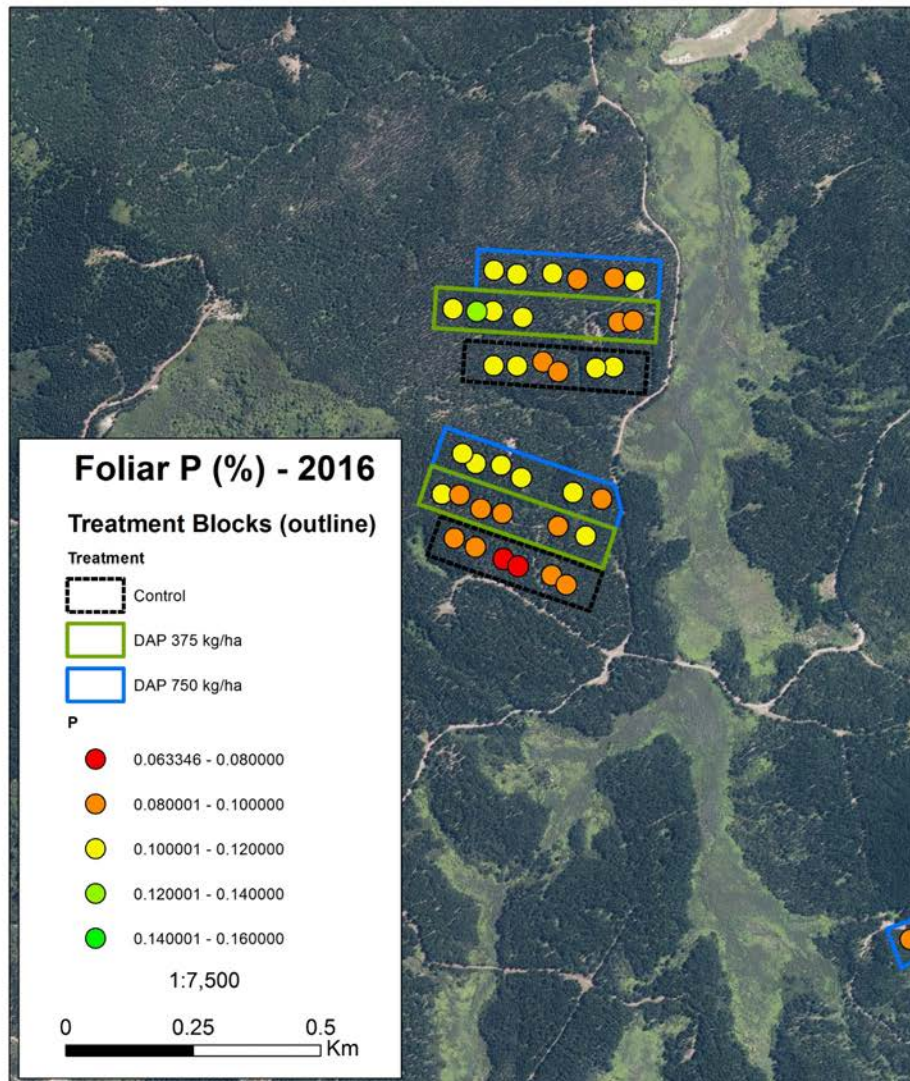 Foliar P (%) - 2016
Treatment Blocks (outline)
Treatment
Control
DAP 375 kg/ha
DAP 750 kg/ha
P
0.063346 - 0.080000
0.080001 - 0.100000
0.100001 - 0.120000
0.120001 - 0.140000
0.140001 - 0.160000
1:7,500
0 0.25 0.5
Km